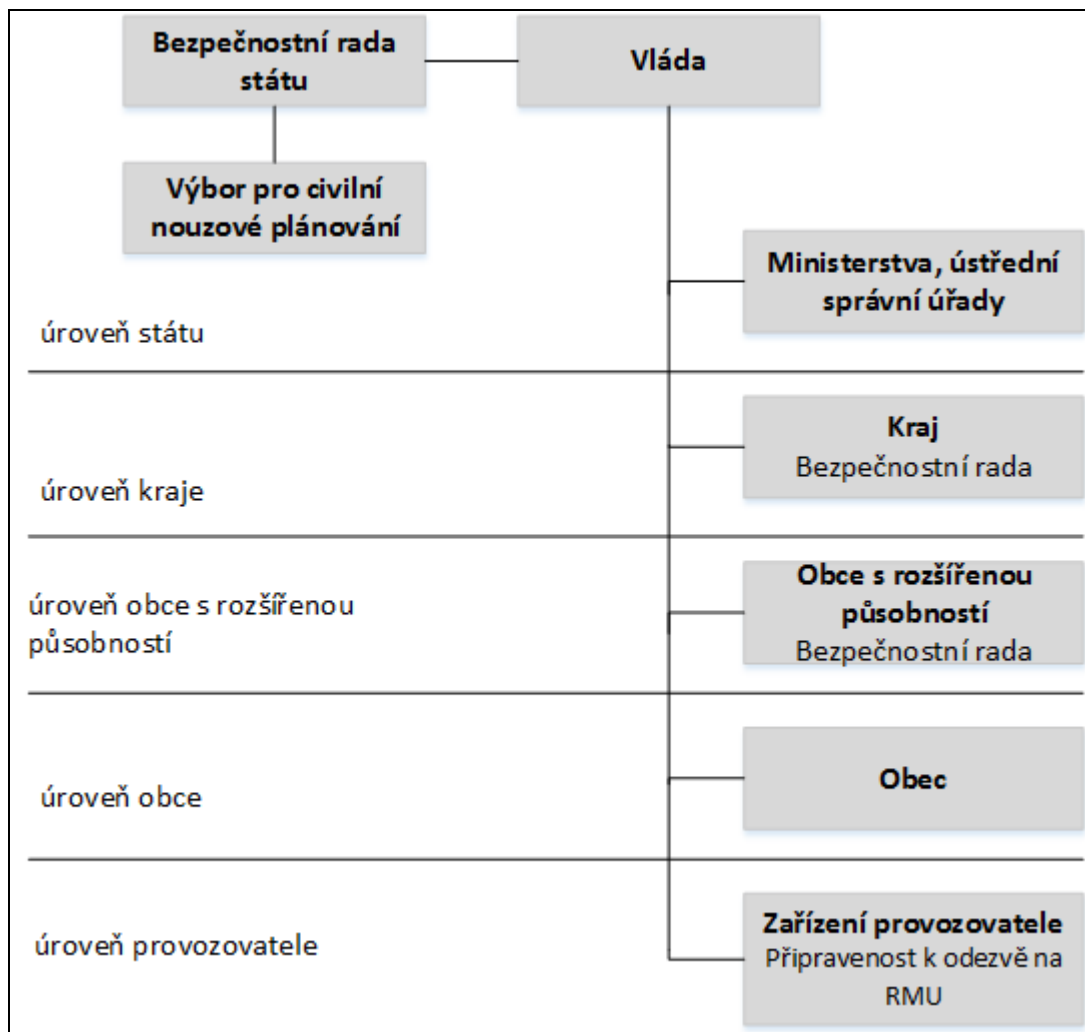 Bezpečnostní rada
státu
Vláda
Výbor pro civilní
nouzové plánování
Ministerstva, ústřední
správní úřady
úroveň státu
Kraj
Bezpečnostní rada
úroveň kraje
Obce s rozšířenou
působností
Bezpečnostní rada
úroveň obce s rozšířenou
působností
Obec
úroveň obce
Zařízení provozovatele
Připravenost k odezvě na
RMU
úroveň provozovatele